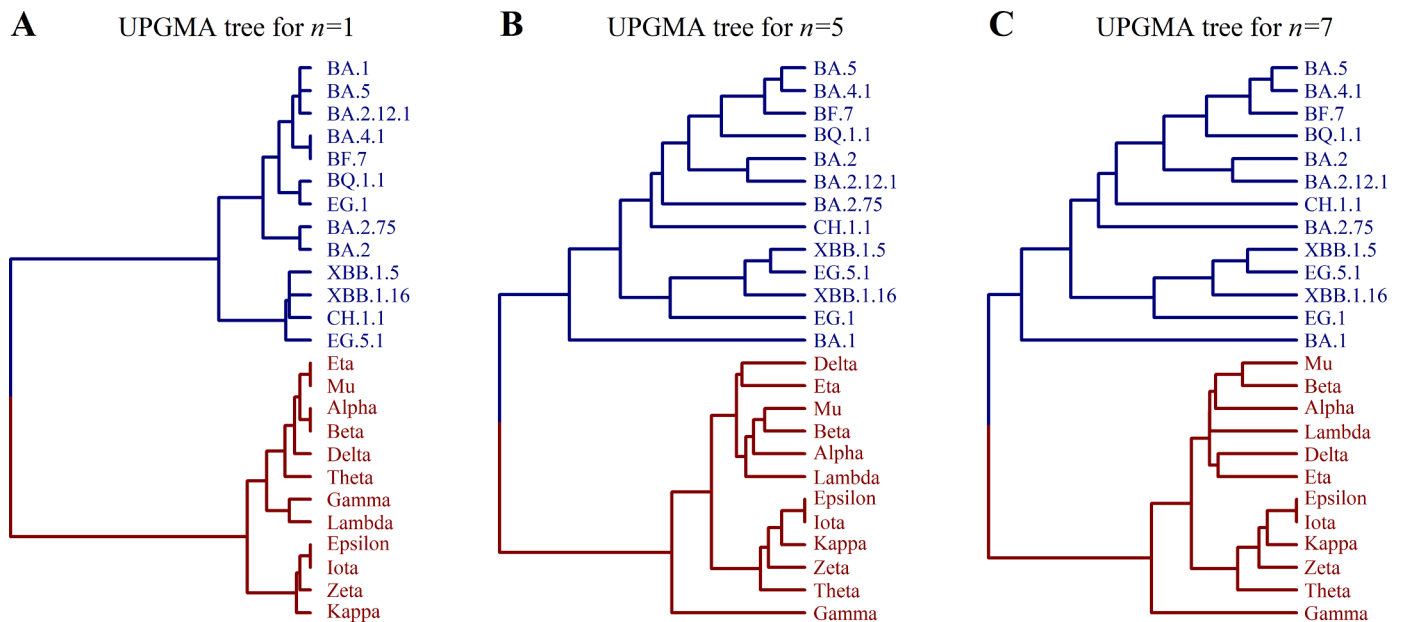 A
UPGMA tree for n=1
BA.1
BA.5
BA.2.12.1
BA.4.1
BF.7
BQ.1.1
EG.1
BA.2.75
BA.2
XBB.1.5
XBB.1.16
CH.1.1
EG.5.1
Eta
Mu
Alpha
Beta
Delta
Theta
Gamma
Lambda
Epsilon
Iota
Zeta
Kappa
B
UPGMA tree for n=5
BA.5
BA.4.1
BF.7
BQ.1.1
BA.2
BA.2.12.1
BA.2.75
CH.1.1
XBB.1.5
EG.5.1
XBB.1.16
EG.1
BA.1
Delta
Eta
Mu
Beta
Alpha
Lambda
Epsilon
Iota
Kappa
Zeta
Theta
Gamma
C
UPGMA tree for n=7
BA.5
BA.4.1
BF.7
BQ.1.1
BA.2
BA.2.12.1
CH.1.1
BA.2.75
XBB.1.5
EG.5.1
XBB.1.16
EG.1
BA.1
Mu
Beta
Alpha
Lambda
Delta
Eta
Epsilon
Iota
Kappa
Zeta
Theta
Gamma